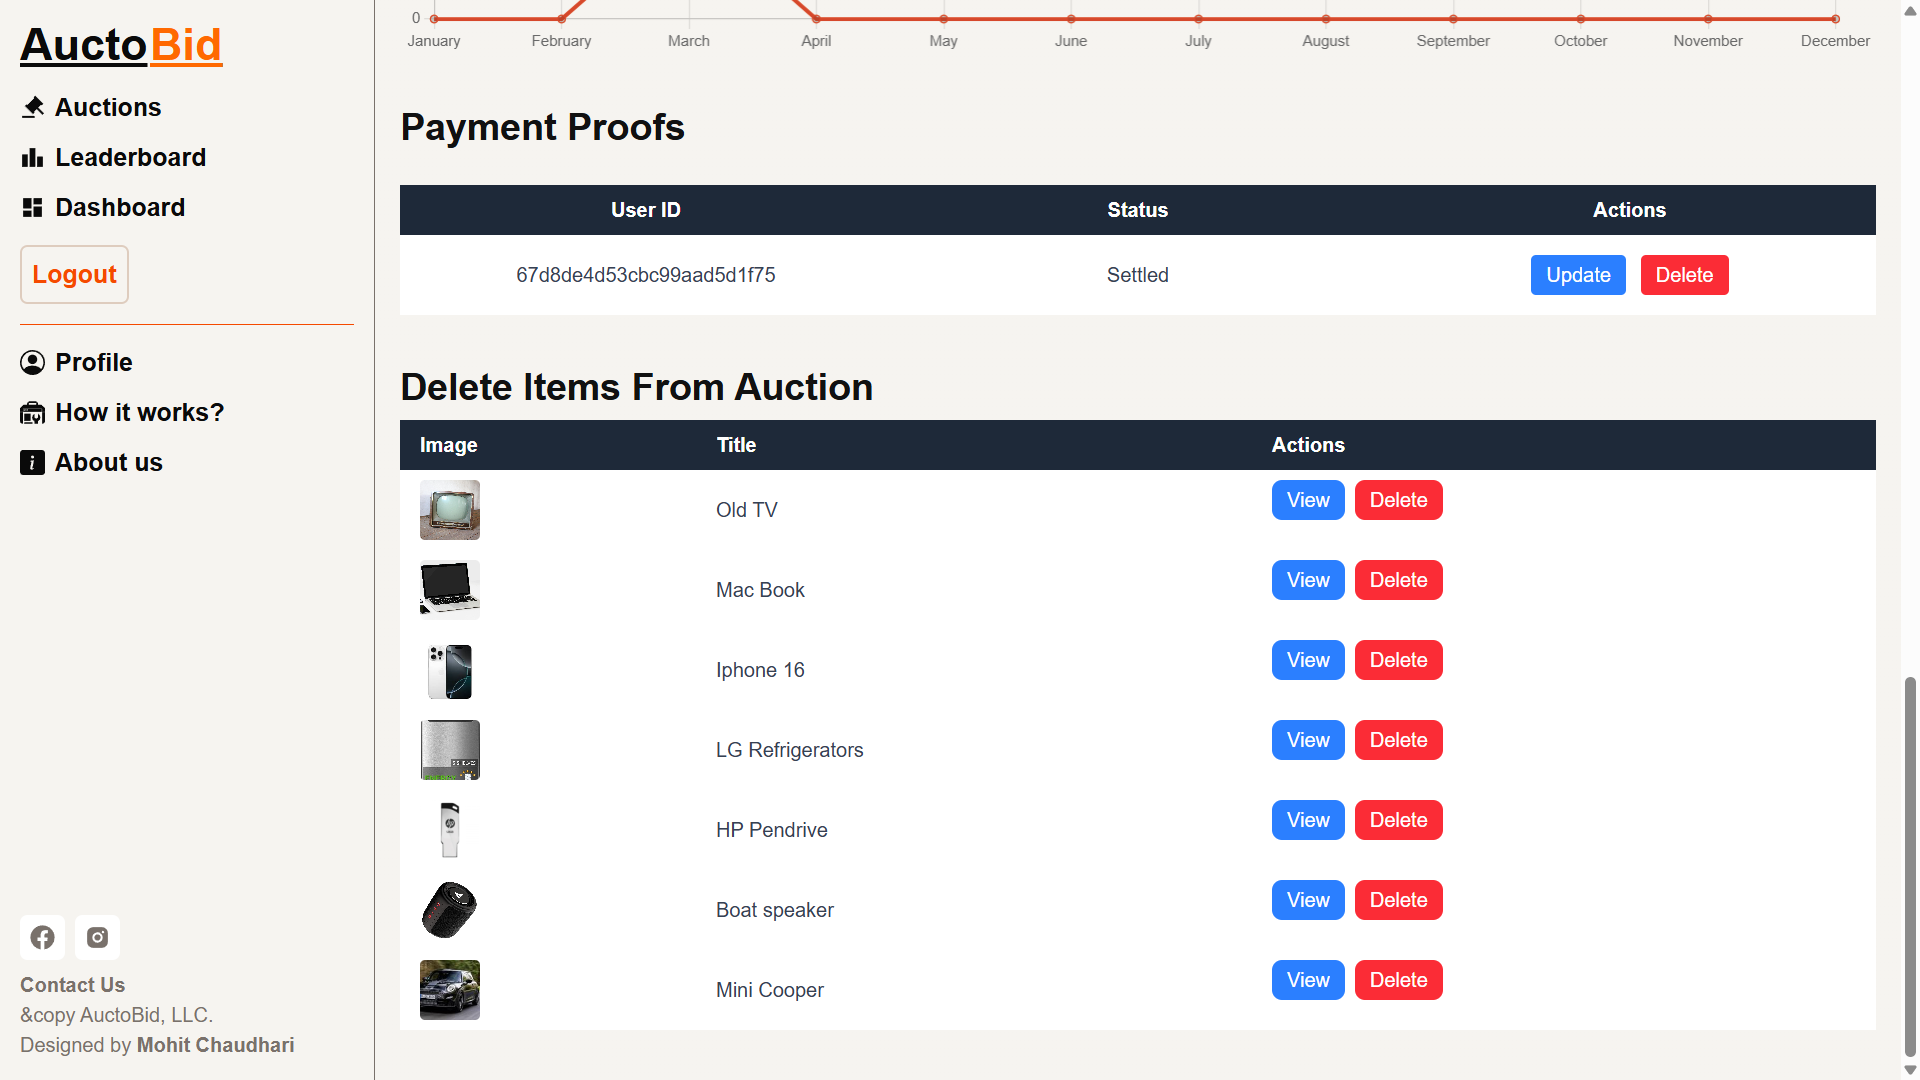 AuctoBid
Auctions
Leaderboard
Dashboard
Logout
Profile
How it works?
About us
Contact Us
&copy AuctoBid, LLC.
Designed by Mohit Chaudhari
0
January February March April May June July August September October November December
Payment Proofs
User ID Status Actions
67d8de4d53cbc99aad5d1f75 Settled Update Delete
Delete Items From Auction
Image Title Actions
Old TV View Delete
Mac Book View Delete
Iphone 16 View Delete
LG Refrigerators View Delete
HP Pendrive View Delete
Boat speaker View Delete
Mini Cooper View Delete